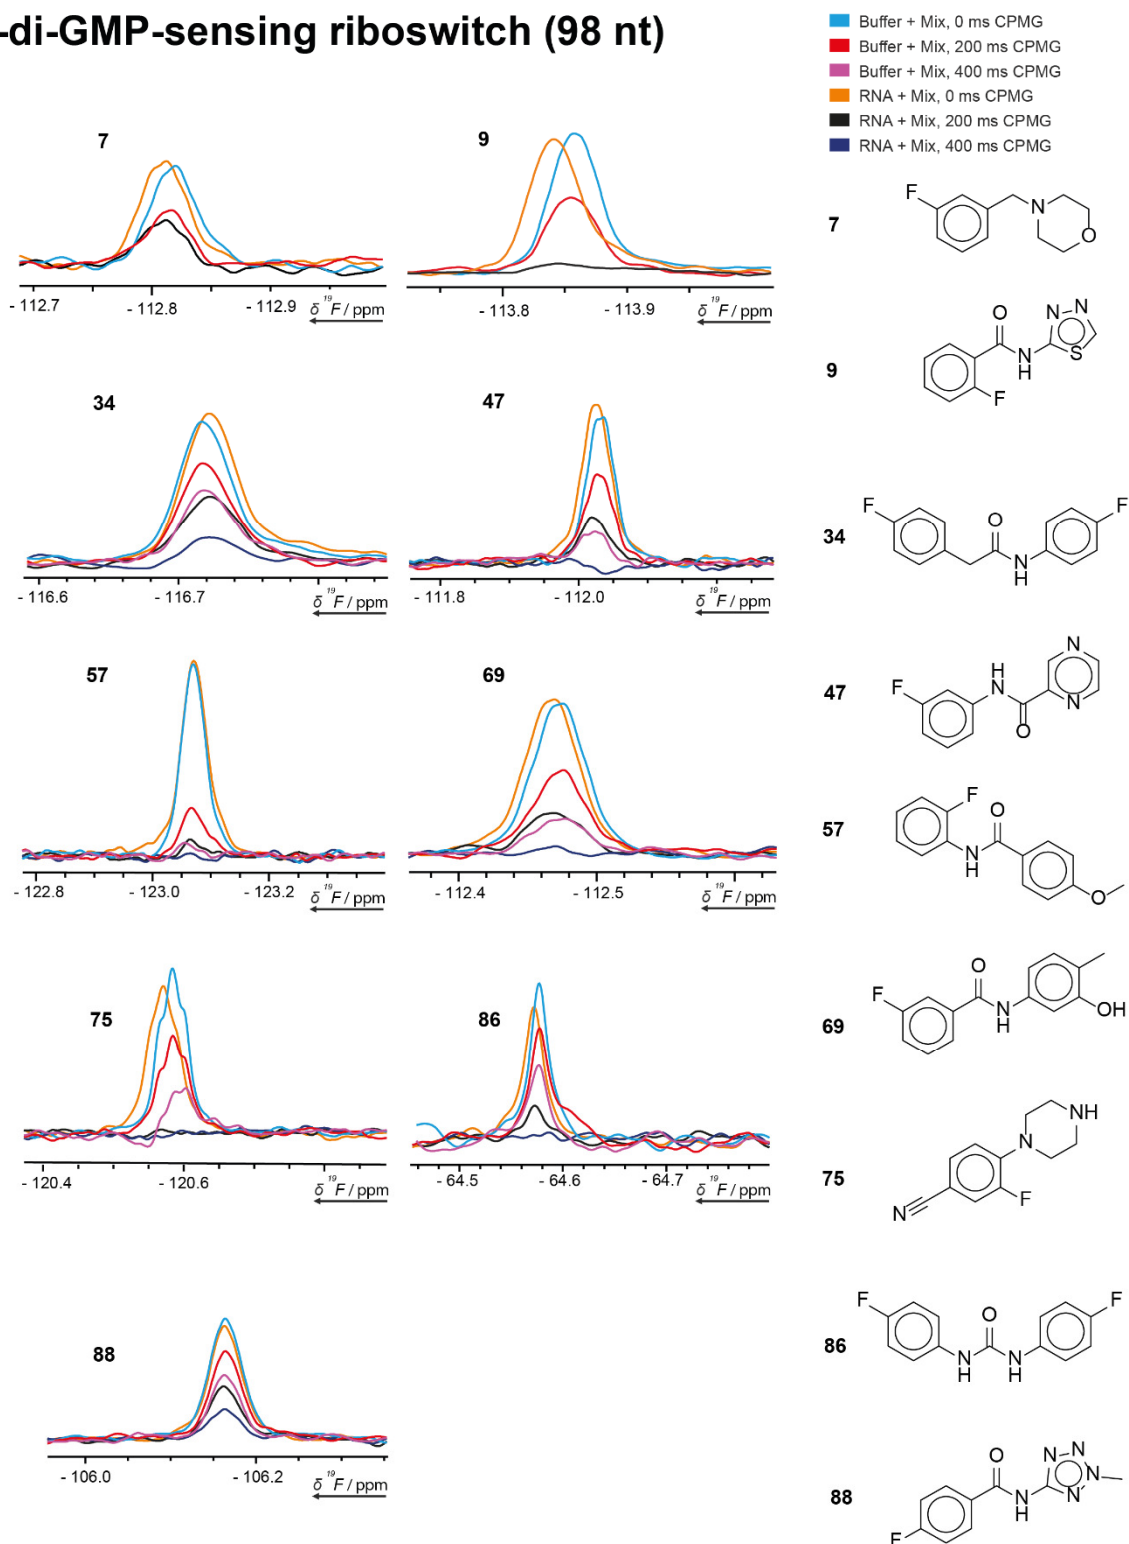 -di-GMP-sensing riboswitch (98 nt)
Buffer + Mix, 0 ms CPMG
Buffer + Mix, 200 ms CPMG
Buffer + Mix, 400 ms CPMG
RNA + Mix, 0 ms CPMG
RNA + Mix, 200 ms CPMG
RNA + Mix, 400 ms CPMG
7
- 112.7 - 112.8 - 112.9
δ ¹⁹F / ppm
9
- 113.8 - 113.9
δ ¹⁹F / ppm
7
F
N
O
9
O
N
N
N
H
S
F
34
- 116.6 - 116.7
δ ¹⁹F / ppm
47
- 111.8 - 112.0
δ ¹⁹F / ppm
34
F
O
N
H
F
57
- 122.8 - 123.0 - 123.2
δ ¹⁹F / ppm
69
- 112.4 - 112.5
δ ¹⁹F / ppm
47
F
H
N
O
N
N
57
F
O
N
H
O
69
F
O
N
H
OH
75
- 120.4 - 120.6
δ ¹⁹F / ppm
86
- 64.5 - 64.6 - 64.7
δ ¹⁹F / ppm
75
NH
N
F
N
86
F
O
N
H
N
H
F
88
- 106.0 - 106.2
δ ¹⁹F / ppm
88
O
N
H
N
N
N
N
F